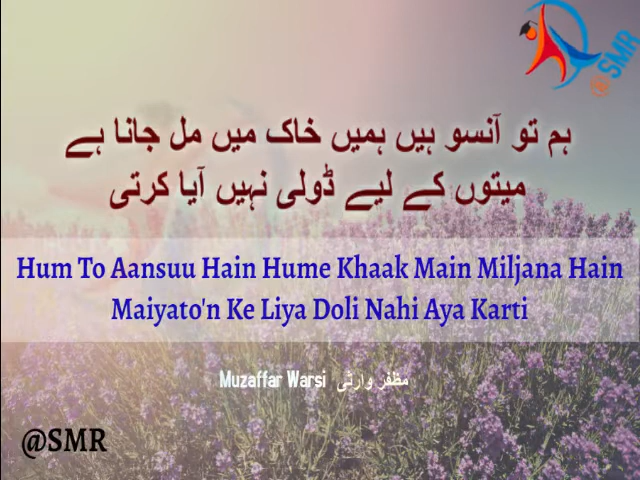 @SMR
ہم تو آنسو ہیں ہمیں خاک میں مل جانا ہے
میتوں کے لیے ڈولی نہیں آیا کرتی
Hum To Aansuu Hain Hume Khaak Main Miljana Hain
Maiyato'n Ke Liya Doli Nahi Aya Karti
Muzaffar Warsi مظفر وارثی
@SMR